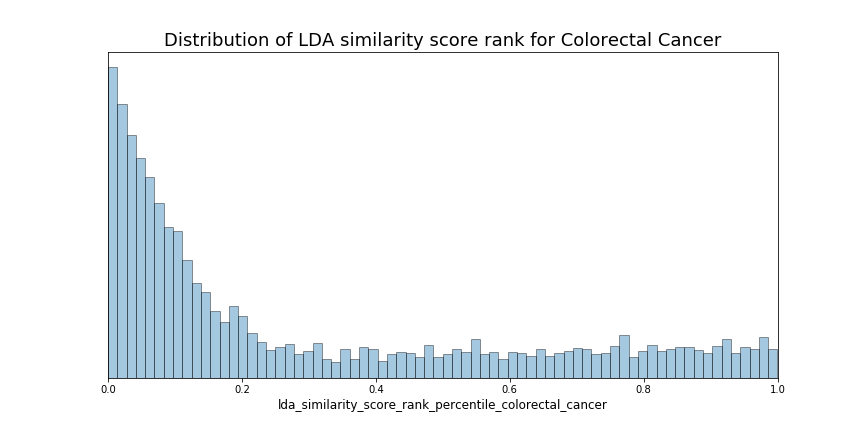 Distribution of LDA similarity score rank for Colorectal Cancer
0.0 0.2 0.4 0.6 0.8 1.0
lda_similarity_score_rank_percentile_colorectal_cancer